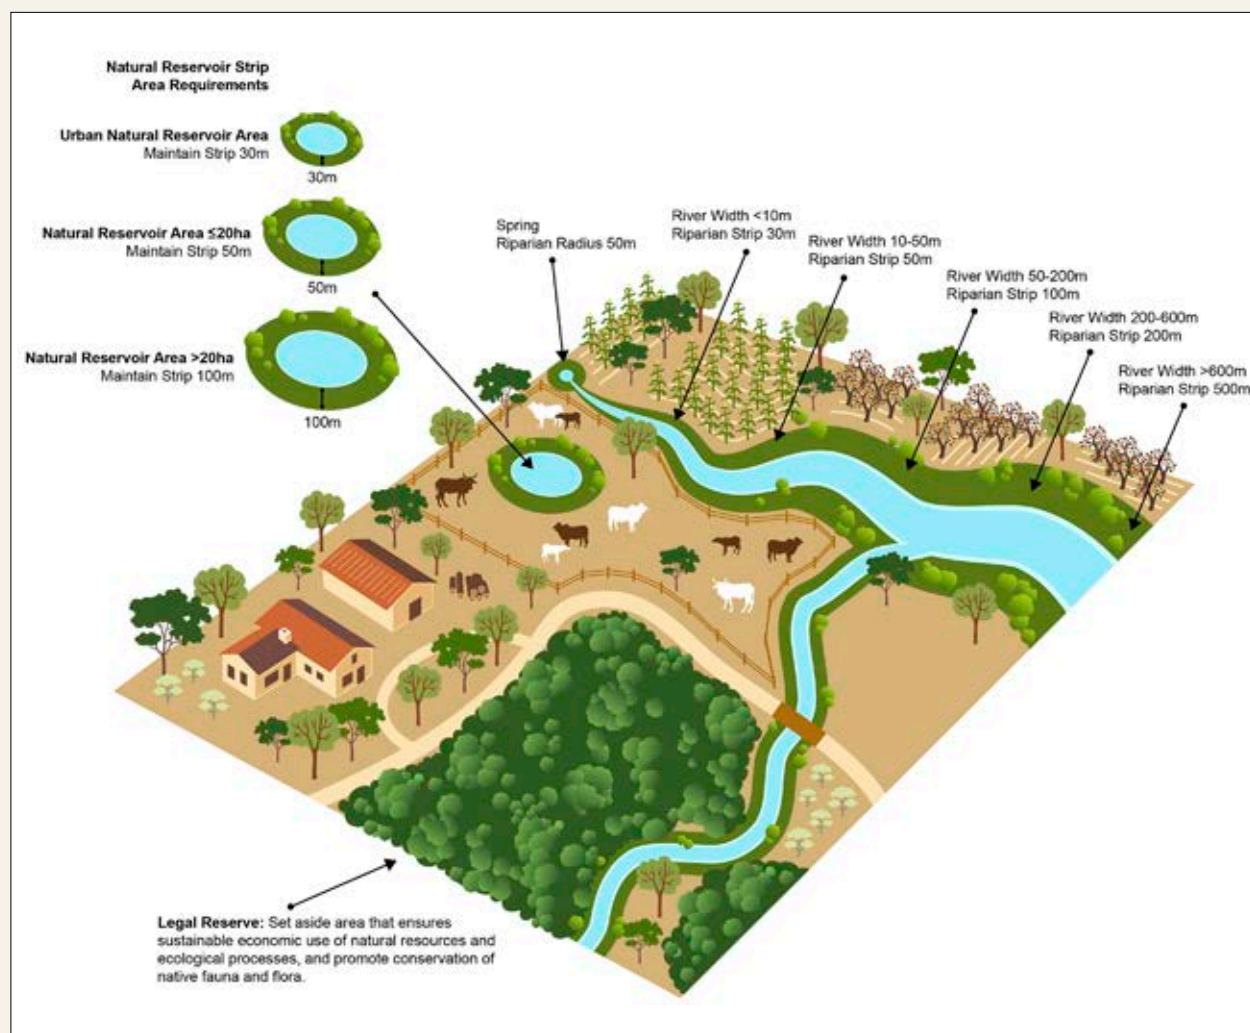 Natural Reservoir Strip
Area Requirements
Urban Natural Reservoir Area
Maintain Strip 30m
30m
Natural Reservoir Area ≤20ha
Maintain Strip 50m
50m
Natural Reservoir Area >20ha
Maintain Strip 100m
100m
Spring
Riparian Radius 50m
River Width <10m
Riparian Strip 30m
River Width 10-50m
Riparian Strip 50m
River Width 50-200m
Riparian Strip 100m
River Width 200-600m
Riparian Strip 200m
River Width >600m
Riparian Strip 500m
Legal Reserve: Set aside area that ensures
sustainable economic use of natural resources and
ecological processes, and promote conservation of
native fauna and flora.